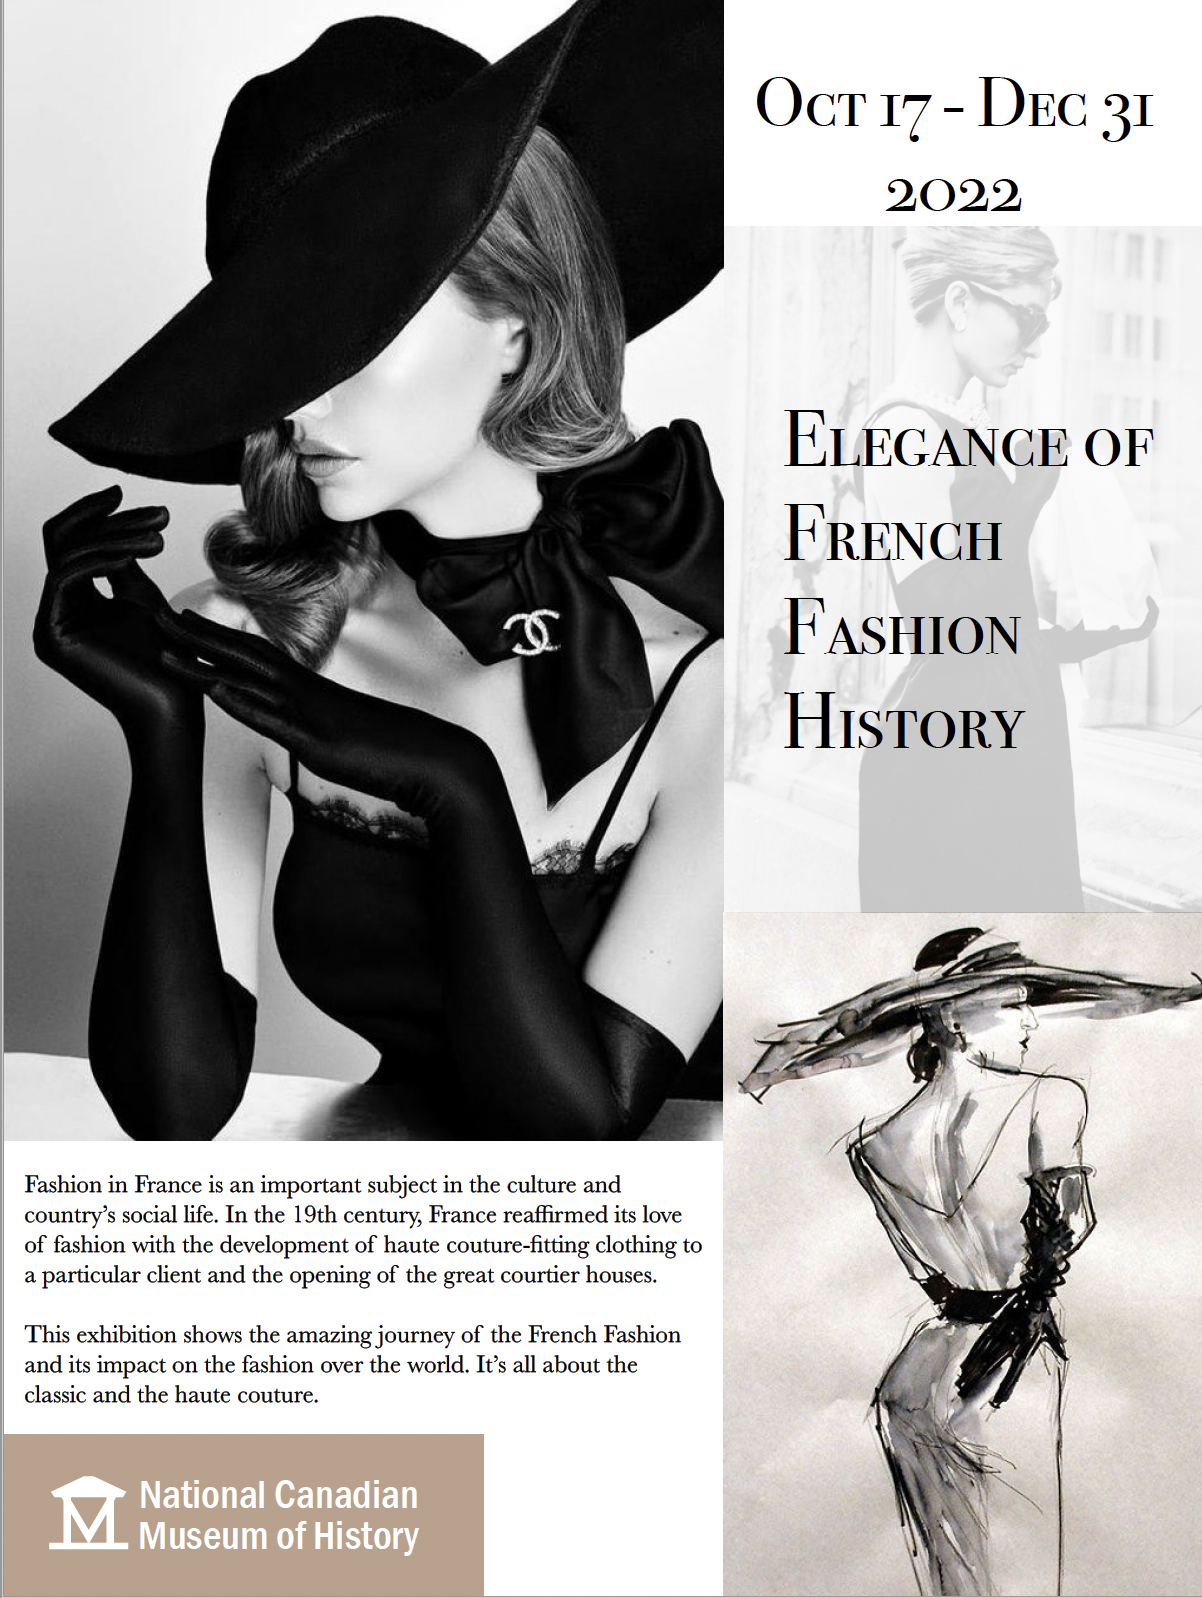 Oct 17 - Dec 31
2022
Elegance of
French
Fashion
History
Fashion in France is an important subject in the culture and
country’s social life. In the 19th century, France reaffirmed its love
of fashion with the development of haute couture-fitting clothing to
a particular client and the opening of the great courtier houses.
This exhibition shows the amazing journey of the French Fashion
and its impact on the fashion over the world. It’s all about the
classic and the haute couture.
National Canadian
Museum of History